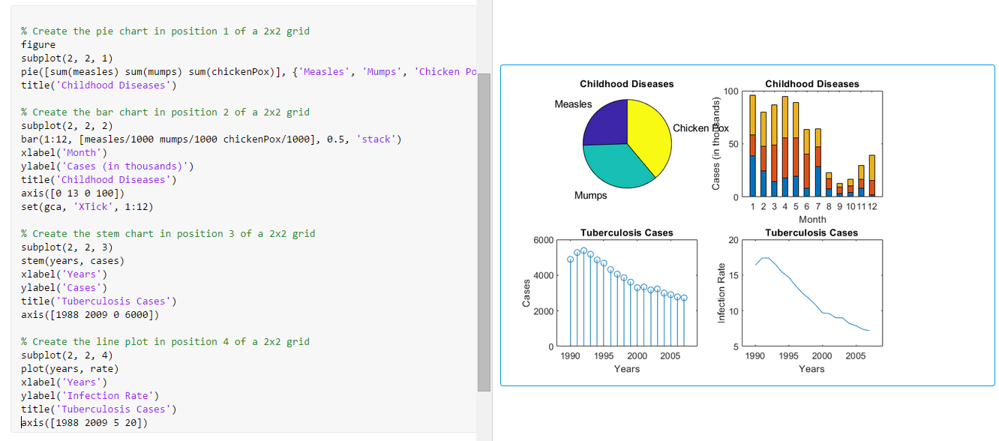 % Create the pie chart in position 1 of a 2x2 grid
figure
subplot(2, 2, 1)
pie([sum(measles) sum(mumps) sum(chickenPox)], {'Measles', 'Mumps', 'Chicken Po
title('Childhood Diseases')
% Create the bar chart in position 2 of a 2x2 grid
subplot(2, 2, 2)
bar(1:12, [measles/1000 mumps/1000 chickenPox/1000], 0.5, 'stack')
xlabel('Month')
ylabel('Cases (in thousands)')
title('Childhood Diseases')
axis([0 13 0 100])
set(gca, 'XTick', 1:12)
% Create the stem chart in position 3 of a 2x2 grid
subplot(2, 2, 3)
stem(years, cases)
xlabel('Years')
ylabel('Cases')
title('Tuberculosis Cases')
axis([1988 2009 0 6000])
% Create the line plot in position 4 of a 2x2 grid
subplot(2, 2, 4)
plot(years, rate)
xlabel('Years')
ylabel('Infection Rate')
title('Tuberculosis Cases')
axis([1988 2009 5 20])
Childhood Diseases
Measles
Chicken Pox
Mumps
Childhood Diseases
Cases (in thousands)
100
50
0
1 2 3 4 5 6 7 8 9 10 11 12
Month
Tuberculosis Cases
Cases
6000
4000
2000
0
1990 1995 2000 2005
Years
Tuberculosis Cases
Infection Rate
20
15
10
5
1990 1995 2000 2005
Years